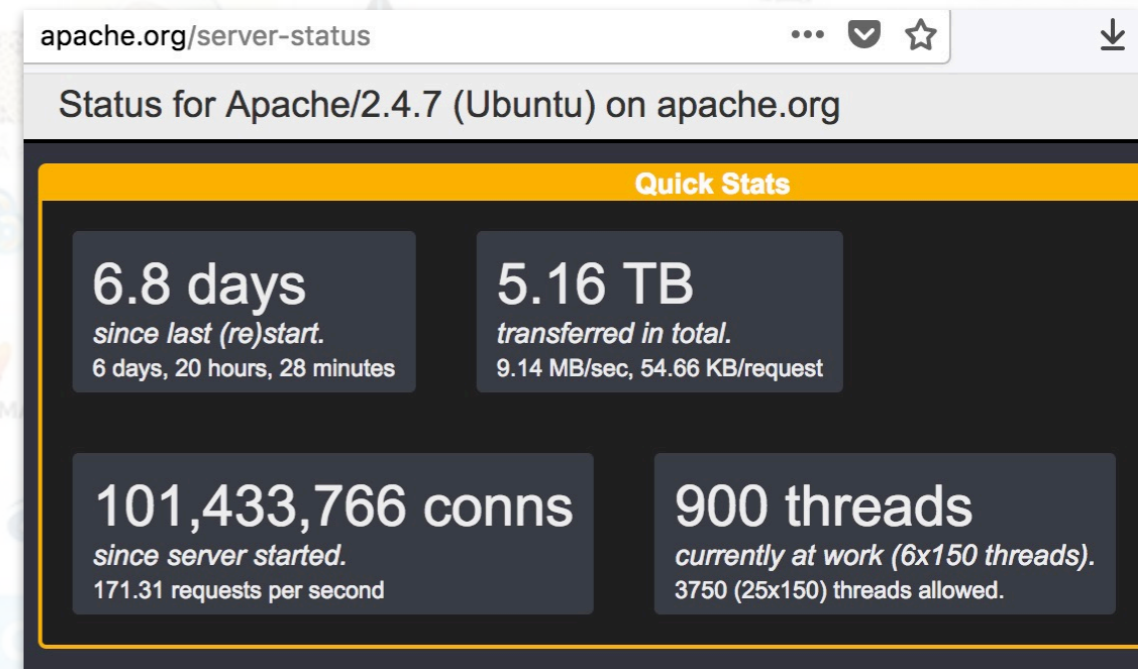 apache.org/server-status
Status for Apache/2.4.7 (Ubuntu) on apache.org
Quick Stats
6.8 days
since last (re)start.
6 days, 20 hours, 28 minutes
5.16 TB
transferred in total.
9.14 MB/sec, 54.66 KB/request
101,433,766 conns
since server started.
171.31 requests per second
900 threads
currently at work (6x150 threads).
3750 (25x150) threads allowed.